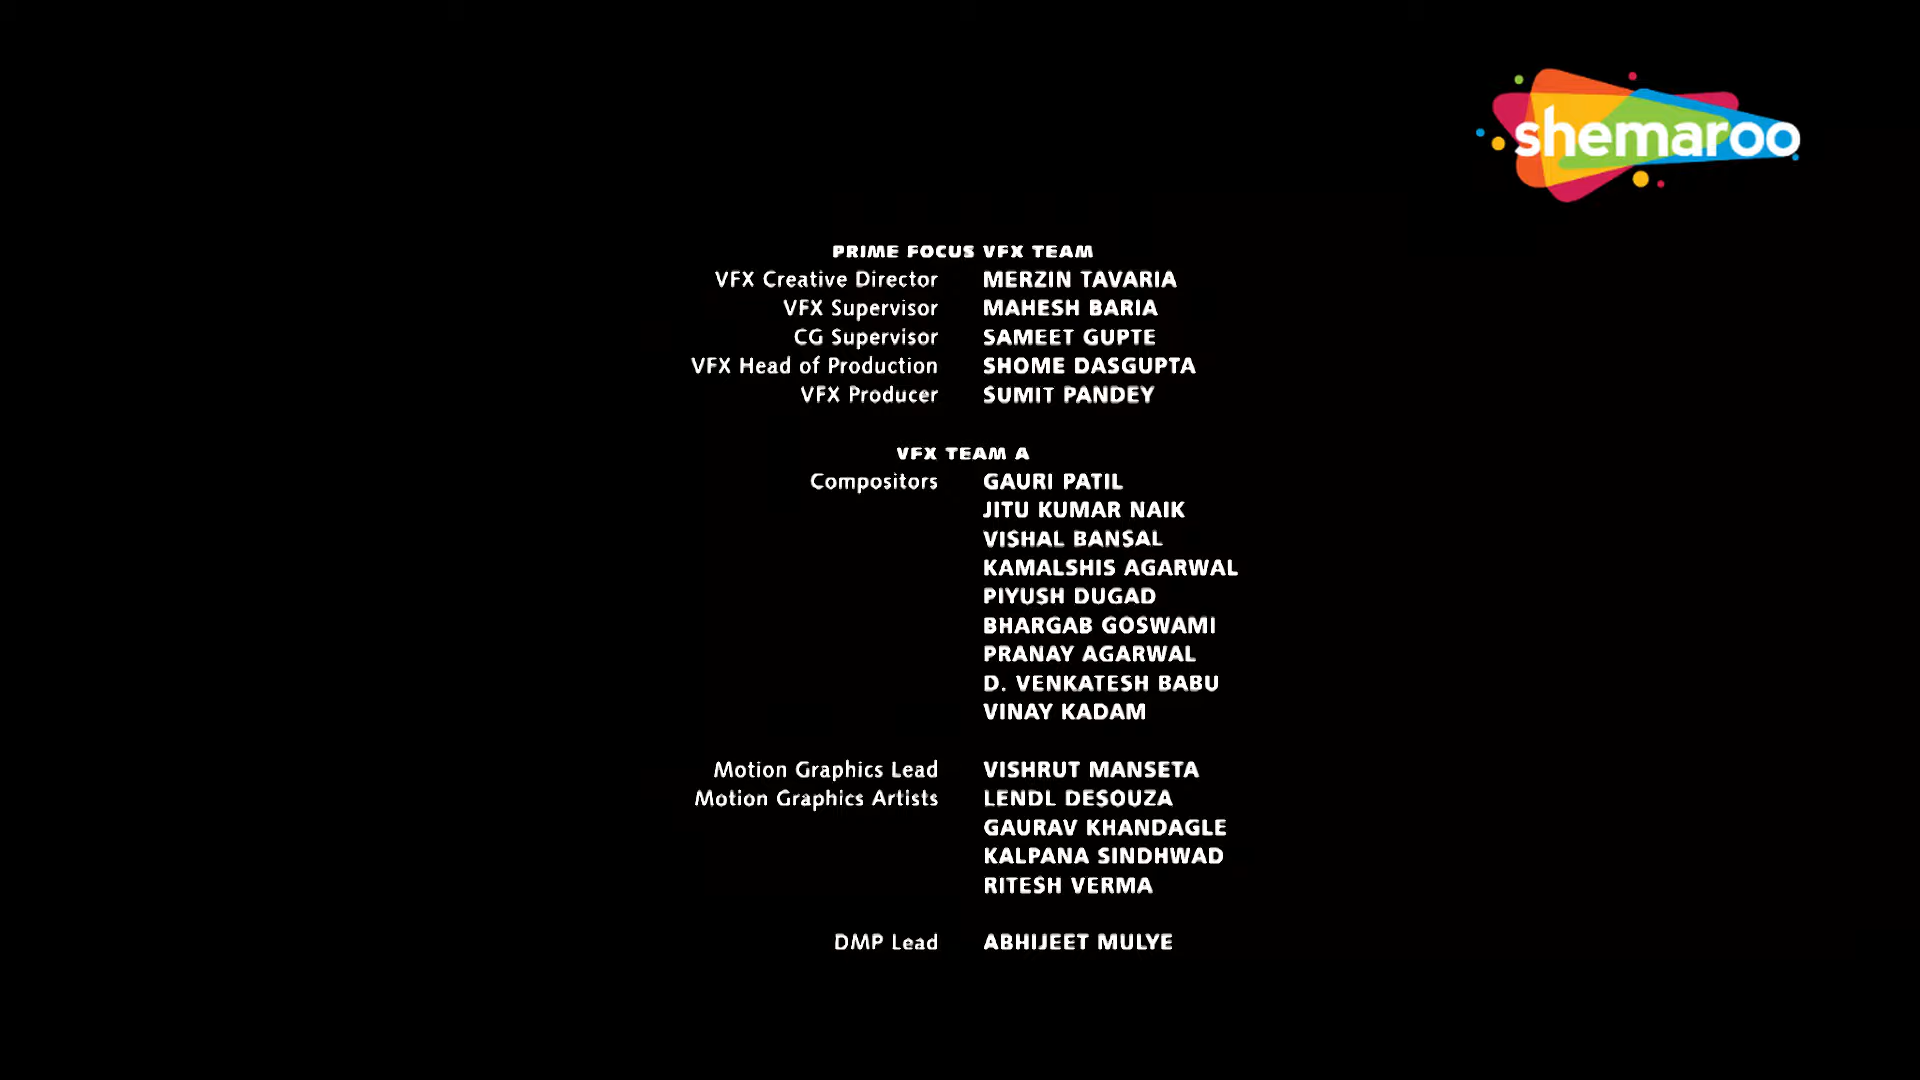 shemaroo
PRIME FOCUS VFX TEAM
VFX Creative Director MERZIN TAVARIA
VFX Supervisor MAHESH BARIA
CG Supervisor SAMEET GUPTE
VFX Head of Production SHOME DASGUPTA
VFX Producer SUMIT PANDEY
VFX TEAM A
Compositors GAURI PATIL
JITU KUMAR NAIK
VISHAL BANSAL
KAMALSHIS AGARWAL
PIYUSH DUGAD
BHARGAB GOSWAMI
PRANAY AGARWAL
D. VENKATESH BABU
VINAY KADAM
Motion Graphics Lead VISHRUT MANSETA
Motion Graphics Artists LENDL DESOUZA
GAURAV KHANDAGLE
KALPANA SINDHWAD
RITESH VERMA
DMP Lead ABHIJEET MULYE